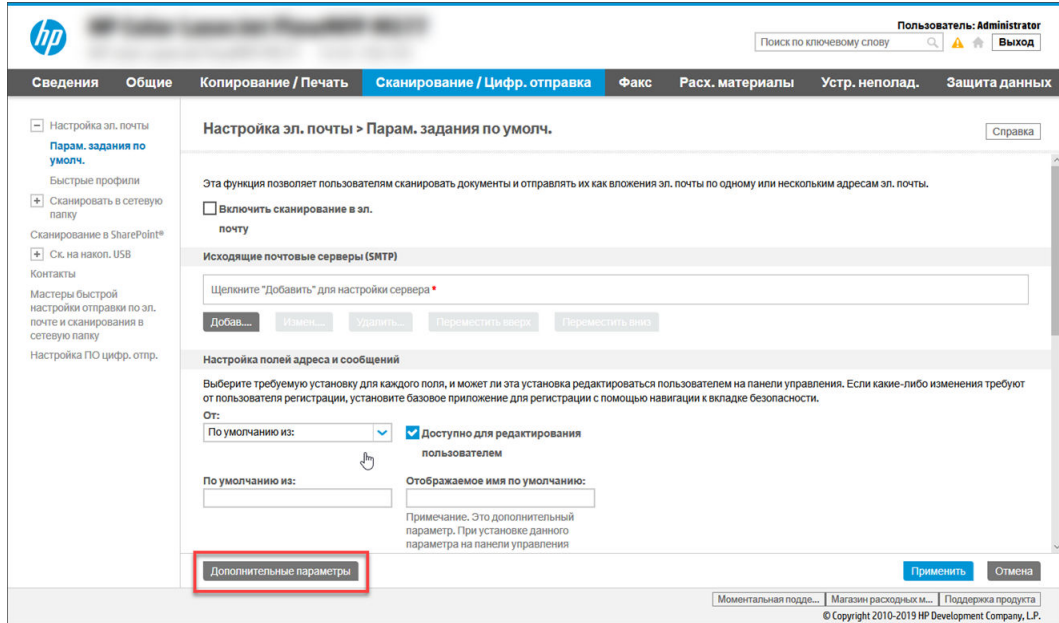 hp
Пользователь: Administrator
Поиск по ключевому слову
Выход
Сведения Общие Копирование / Печать Сканирование / Цифр. отправка Факс Расх. материалы Устр. неполад. Защита данных
Настройка эл. почты
Парам. задания по
умолч.
Быстрые профили
Сканировать в сетевую
папку
Сканирование в SharePoint®
Ск. на накоп. USB
Контакты
Мастеры быстрой
настройки отправки по эл.
почте и сканирования в
сетевую папку
Настройка ПО цифр. отпр.
Настройка эл. почты > Парам. задания по умолч.
Справка
Эта функция позволяет пользователям сканировать документы и отправлять их как вложения эл. почты по одному или нескольким адресам эл. почты.
Включить сканирование в эл.
почту
Исходящие почтовые серверы (SMTP)
Щелкните "Добавить" для настройки сервера *
Добав.... Измен.... Удалить... Переместить вверх Переместить вниз
Настройка полей адреса и сообщений
Выберите требуемую установку для каждого поля, и может ли эта установка редактироваться пользователем на панели управления. Если какие-либо изменения требуют
от пользователя регистрации, установите базовое приложение для регистрации с помощью навигации к вкладке безопасности.
От:
По умолчанию из:
Доступно для редактирования
пользователем
По умолчанию из:
Отображаемое имя по умолчанию:
Примечание. Это дополнительный
параметр. При установке данного
параметра на панели управления
Дополнительные параметры
Применить Отмена
Моментальная подде... Магазин расходных м... Поддержка продукта
© Copyright 2010-2019 HP Development Company, L.P.